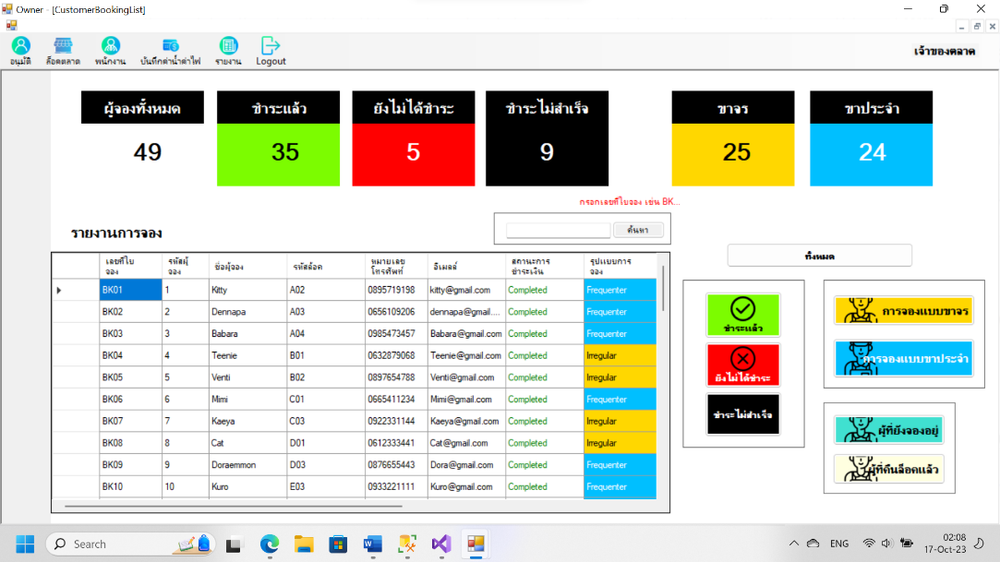 Owner - [CustomerBookingList]
อนุมัติ ล็อคตลาด พนักงาน บันทึกค่าน้ำค่าไฟ รายงาน Logout
เจ้าของตลาด
ผู้จองทั้งหมด ชำระแล้ว ยังไม่ได้ชำระ ชำระไม่สำเร็จ ขาจร ขาประจำ
49 35 5 9 25 24
กรอกเลขที่ใบจอง เช่น BK...
รายงานการจอง
ค้นหา
ทั้งหมด
เลขที่ใบจอง รหัสผู้จอง ชื่อผู้จอง รหัสล็อค หมายเลขโทรศัพท์ อีเมลล์ สถานะการชำระเงิน รูปแบบการจอง
BK01 1 Kitty A02 0895719198 kitty@gmail.com Completed Frequenter
BK02 2 Dennapa A03 0656109206 dennapa@gmail.... Completed Frequenter
BK03 3 Babara A04 0985473457 Babara@gmail.com Completed Frequenter
BK04 4 Teenie B01 0632879068 Teenie@gmail.com Completed Irregular
BK05 5 Venti B02 0897654788 Venti@gmail.com Completed Irregular
BK06 6 Mimi C01 0665411234 Mimi@gmail.com Completed Frequenter
BK07 7 Kaeya C03 0922331144 Kaeya@gmail.com Completed Irregular
BK08 8 Cat D01 0612333441 Cat@gmail.com Completed Irregular
BK09 9 Doraemmon D03 0876655443 Dora@gmail.com Completed Frequenter
BK10 10 Kuro E03 0933221111 Kuro@gmail.com Completed Frequenter
ชำระแล้ว
ยังไม่ได้ชำระ
ชำระไม่สำเร็จ
การจองแบบขาจร
การจองแบบขาประจำ
ผู้ที่ยังจองอยู่
ผู้ที่คืนล็อคแล้ว
Search
ENG
02:08
17-Oct-23